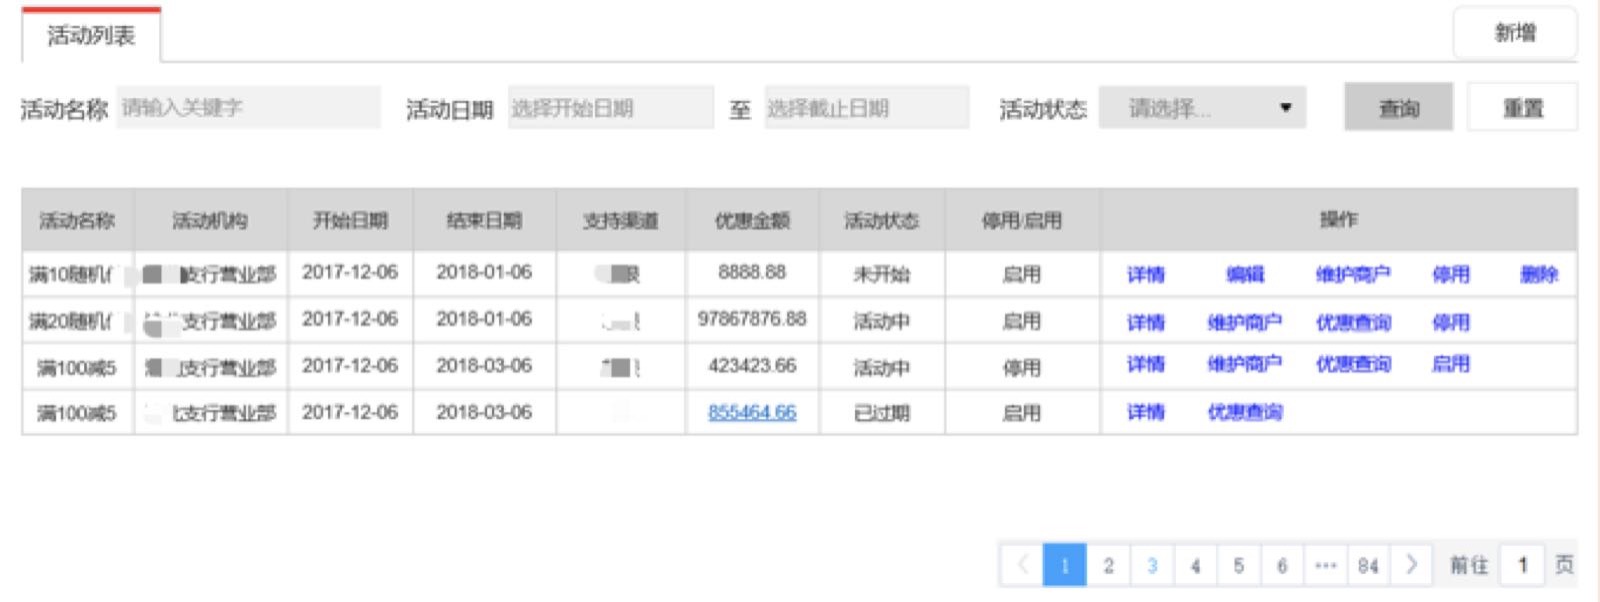 活动列表 新增
活动名称 请输入关键字 活动日期 选择开始日期 至 选择截止日期 活动状态 请选择... 查询 重置
活动名称 活动机构 开始日期 结束日期 支持渠道 优惠金额 活动状态 停用/启用 操作
满10随机 支行营业部 2017-12-06 2018-01-06 8888.88 未开始 启用 详情 编辑 维护商户 停用 删除
满20随机 支行营业部 2017-12-06 2018-01-06 97867876.88 活动中 启用 详情 维护商户 优惠查询 停用
满100减5 支行营业部 2017-12-06 2018-03-06 423423.66 活动中 停用 详情 维护商户 优惠查询 启用
满100减5 支行营业部 2017-12-06 2018-03-06 855464.66 已过期 启用 详情 优惠查询
1 2 3 4 5 6 ··· 84 前往 1 页